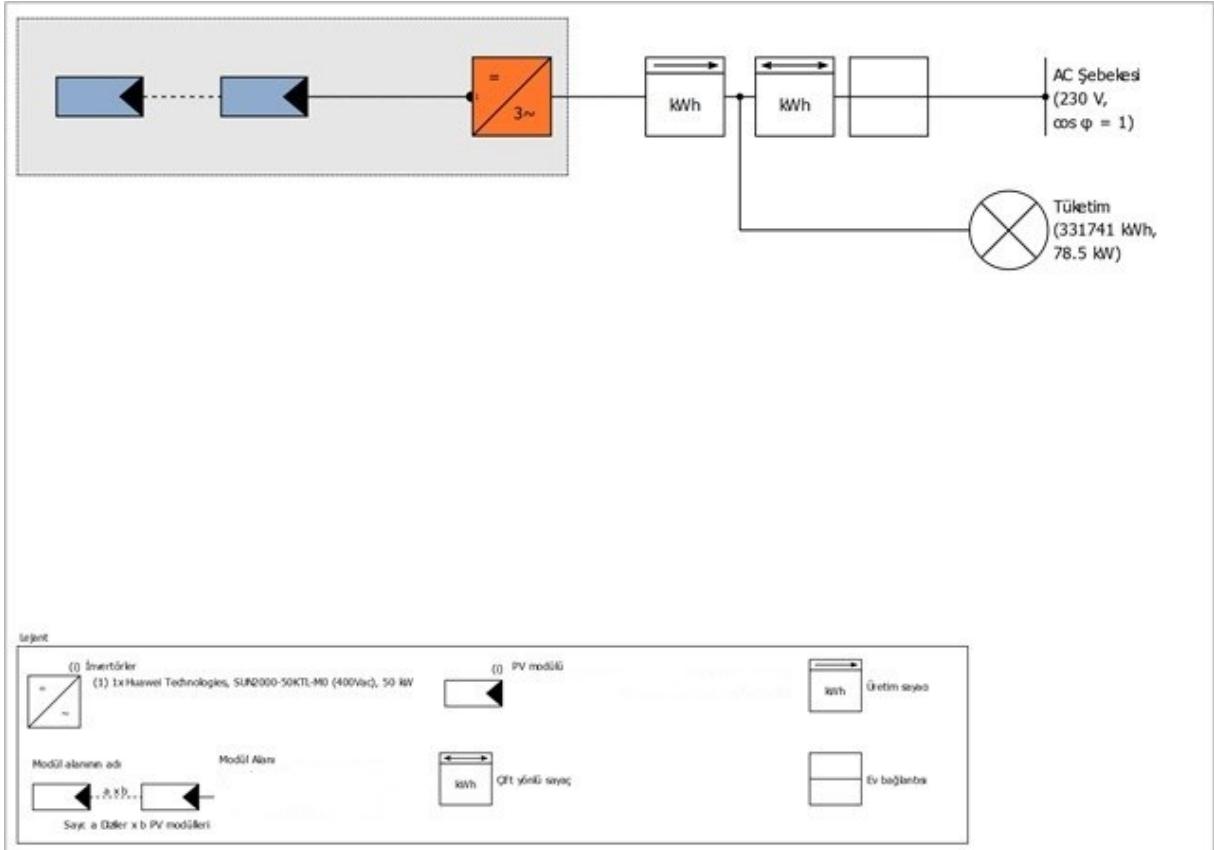 =
3~
kWh
kWh
AC Şebekesi
(230 V,
cos φ = 1)
Tüketim
(331741 kWh,
78.5 kW)
Lejant
(i) İnvertörler
(1) 1x Huawei Technologies, SUN2000-50KTL-M0 (400Vac), 50 kW
=
~
(i) PV modülü
kWh
Üretim sayacı
Modül alanının adı
Modül Alanı
a x b
Sayı: a Diziler x b PV modülleri
kWh
Çift yönlü sayaç
Ev bağlantısı